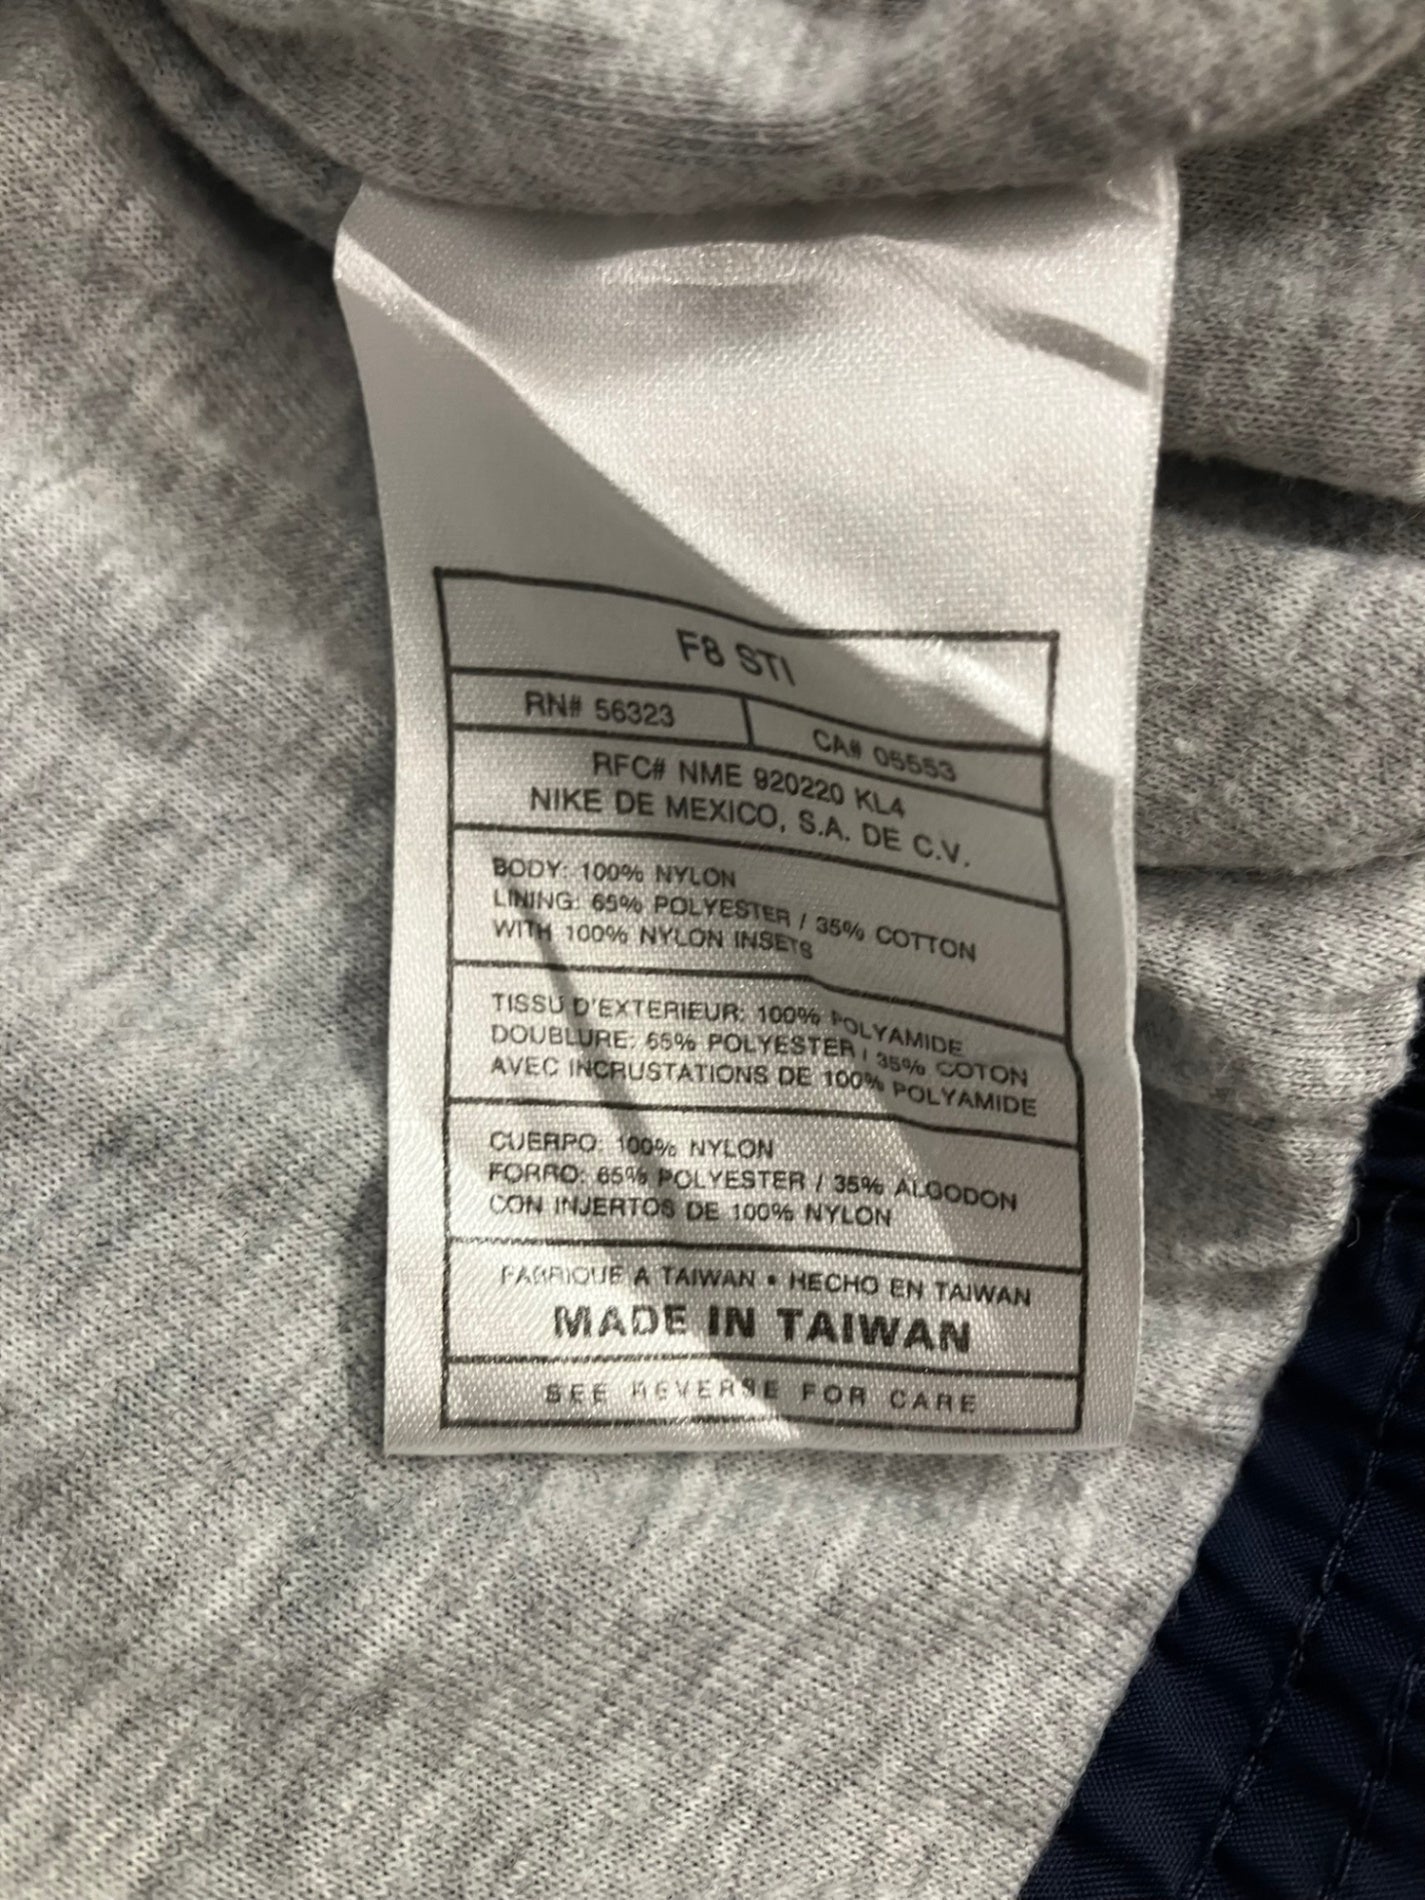 F8 STI
RN# 56323
CA# 05553
RFC# NME 920220 KL4
NIKE DE MEXICO, S.A. DE C.V.
BODY: 100% NYLON
LINING: 65% POLYESTER / 35% COTTON
WITH 100% NYLON INSETS
TISSU D'EXTERIEUR: 100% POLYAMIDE
DOUBLURE: 65% POLYESTER / 35% COTON
AVEC INCRUSTATIONS DE 100% POLYAMIDE
CUERPO: 100% NYLON
FORRO: 65% POLYESTER / 35% ALGODON
CON INJERTOS DE 100% NYLON
FABRIQUE A TAIWAN • HECHO EN TAIWAN
MADE IN TAIWAN
SEE REVERSE FOR CARE